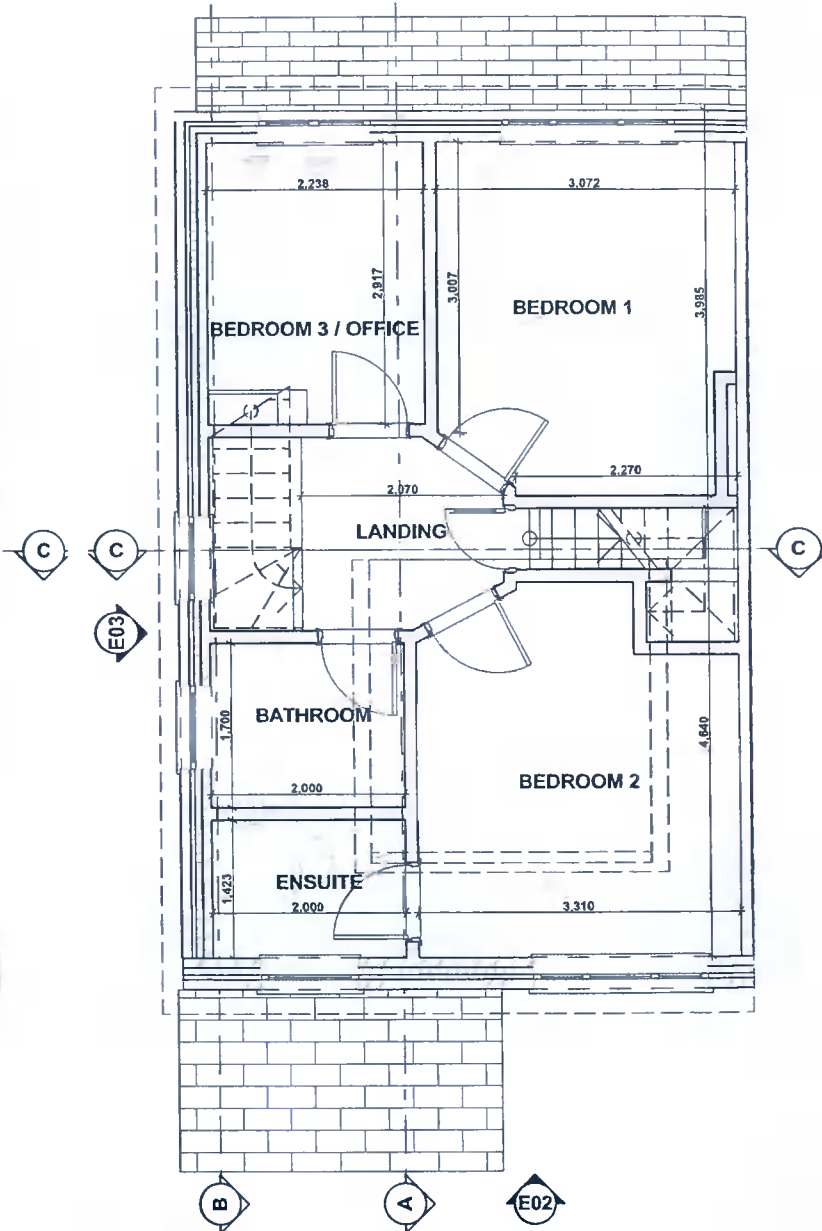 2,238
3,072
2,917
3,007
3,985
BEDROOM 1
BEDROOM 3 / OFFICE
2,270
2,070
LANDING
C
C
C
E03
BATHROOM
1,700
4,640
BEDROOM 2
2,000
ENSUITE
1,423
2,000
3,310
B
A
E02